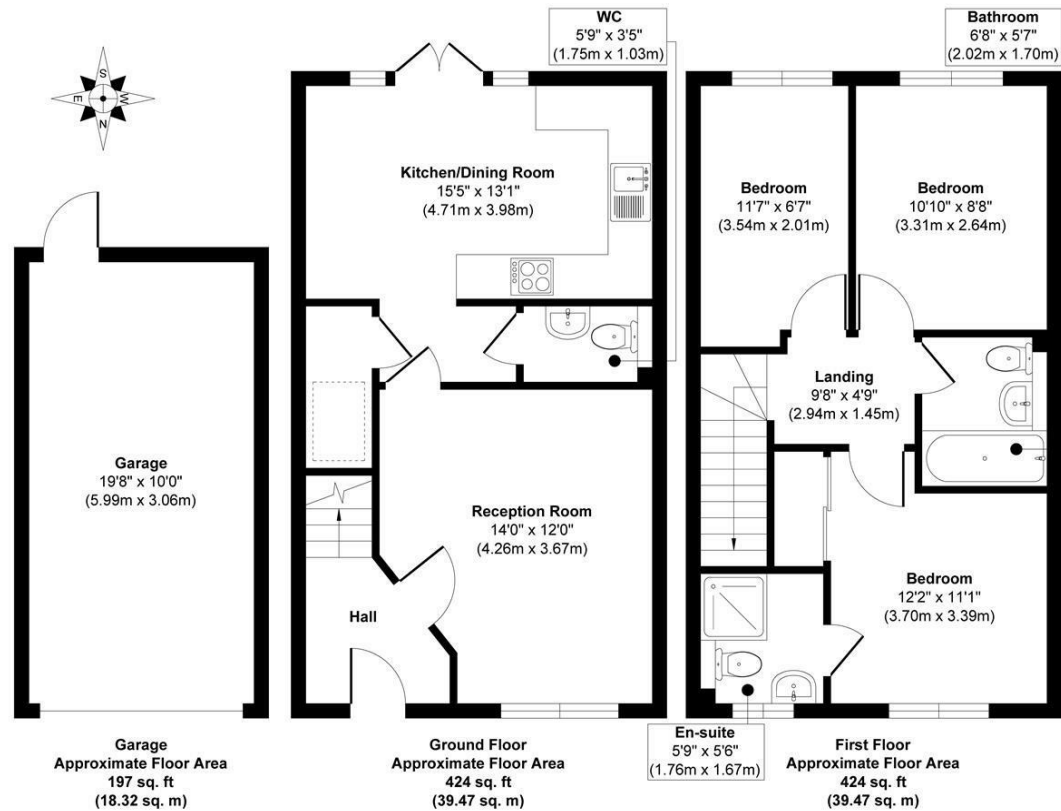 WC
5'9" x 3'5"
(1.75m x 1.03m)
Bathroom
6'8" x 5'7"
(2.02m x 1.70m)
S
E
W
N
Kitchen/Dining Room
15'5" x 13'1"
(4.71m x 3.98m)
Bedroom
11'7" x 6'7"
(3.54m x 2.01m)
Bedroom
10'10" x 8'8"
(3.31m x 2.64m)
Landing
9'8" x 4'9"
(2.94m x 1.45m)
Garage
19'8" x 10'0"
(5.99m x 3.06m)
Reception Room
14'0" x 12'0"
(4.26m x 3.67m)
Hall
Bedroom
12'2" x 11'1"
(3.70m x 3.39m)
En-suite
5'9" x 5'6"
(1.76m x 1.67m)
Garage
Approximate Floor Area
197 sq. ft
(18.32 sq. m)
Ground Floor
Approximate Floor Area
424 sq. ft
(39.47 sq. m)
First Floor
Approximate Floor Area
424 sq. ft
(39.47 sq. m)